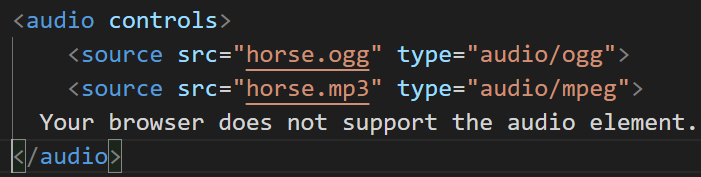 <audio controls>
<source src="horse.ogg" type="audio/ogg">
<source src="horse.mp3" type="audio/mpeg">
Your browser does not support the audio element.
</audio>